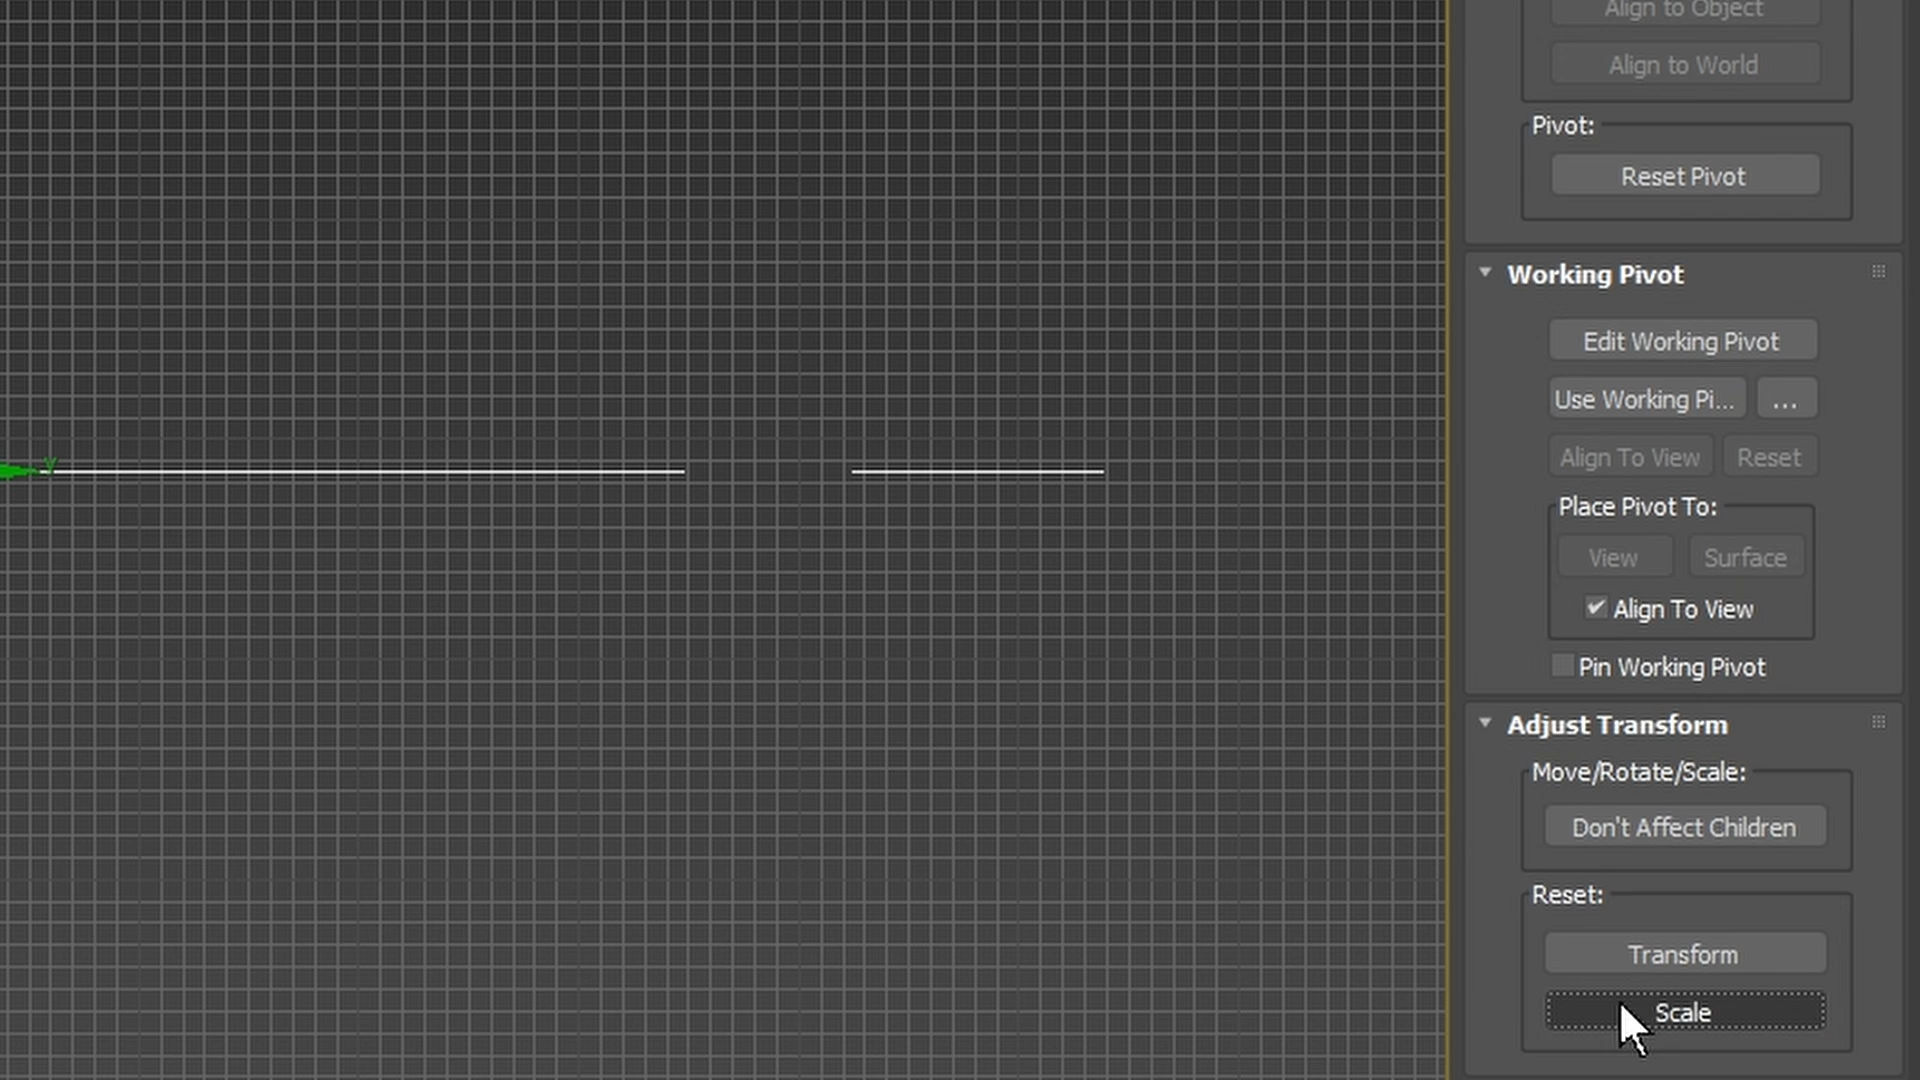 Align to Object
Align to World
Pivot:
Reset Pivot
Working Pivot
Edit Working Pivot
Use Working Pi... ...
Align To View Reset
Place Pivot To:
View Surface
Align To View
Pin Working Pivot
Adjust Transform
Move/Rotate/Scale:
Don't Affect Children
Reset:
Transform
Scale
y